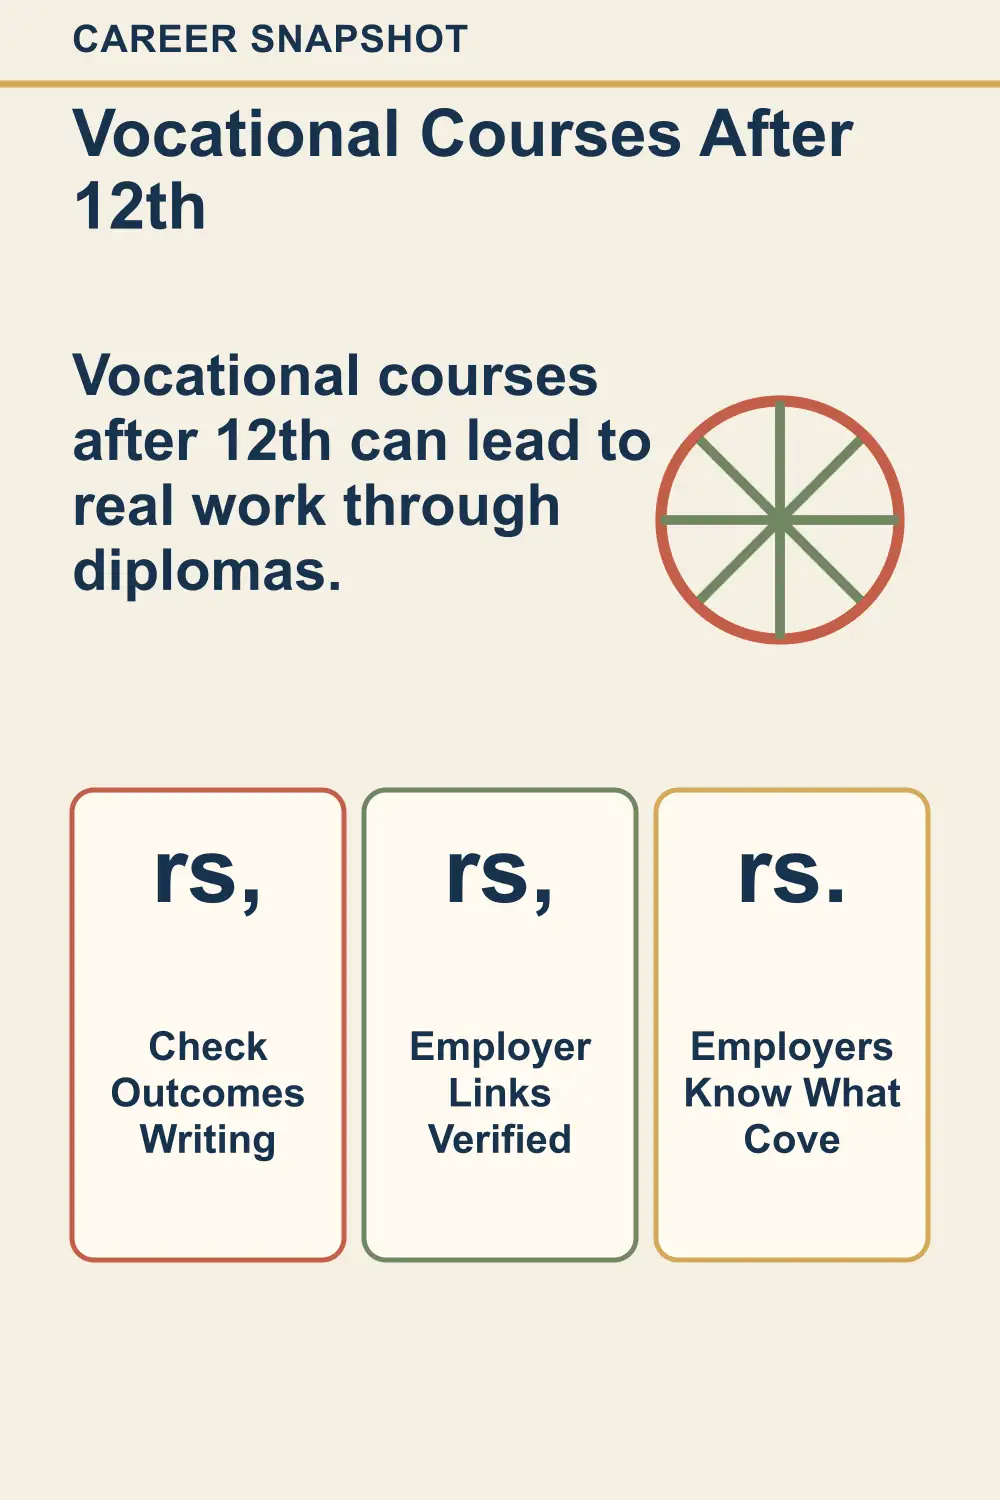 CAREER SNAPSHOT
Vocational Courses After
12th
Vocational courses
after 12th can lead to
real work through
diplomas.
rs,
Check
Outcomes
Writing
rs,
Employer
Links
Verified
rs.
Employers
Know What
Cove